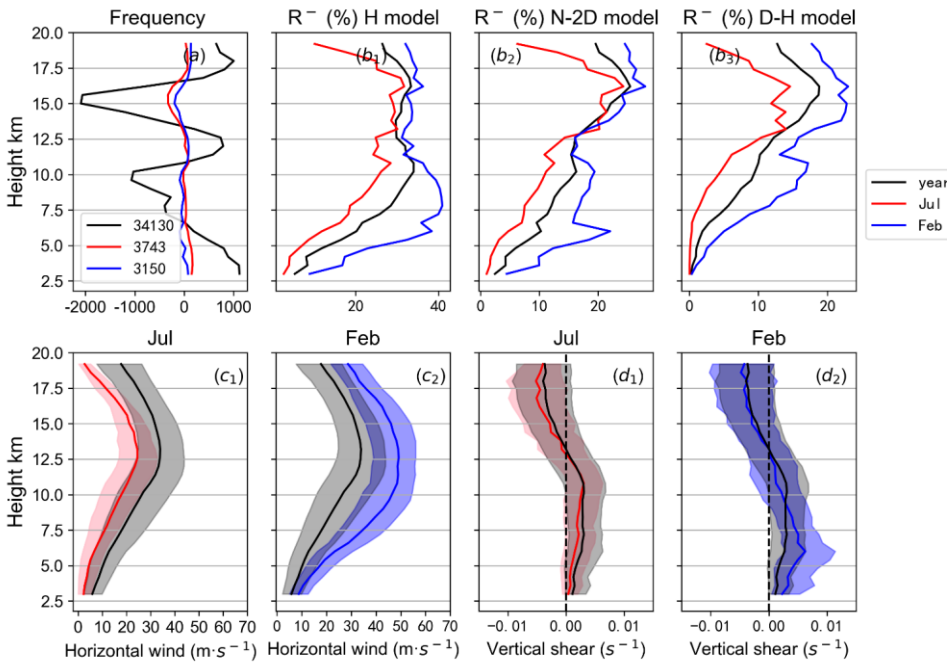 Frequency
R− (%) H model
R− (%) N-2D model
R− (%) D-H model
Height km
20.0
17.5
15.0
12.5
10.0
7.5
5.0
2.5
(a)
(b1)
(b2)
(b3)
34130
3743
3150
year
Jul
Feb
-2000 -1000 0 1000
20 30 40
0 10 20
0 10 20
Jul
Feb
Jul
Feb
Height km
20.0
17.5
15.0
12.5
10.0
7.5
5.0
2.5
(c1)
(c2)
(d1)
(d2)
0 10 20 30 40 50 60 70
0 10 20 30 40 50 60 70
−0.01 0.00 0.01
−0.01 0.00 0.01
Horizontal wind (m·s−1)
Horizontal wind (m·s−1)
Vertical shear (s−1)
Vertical shear (s−1)